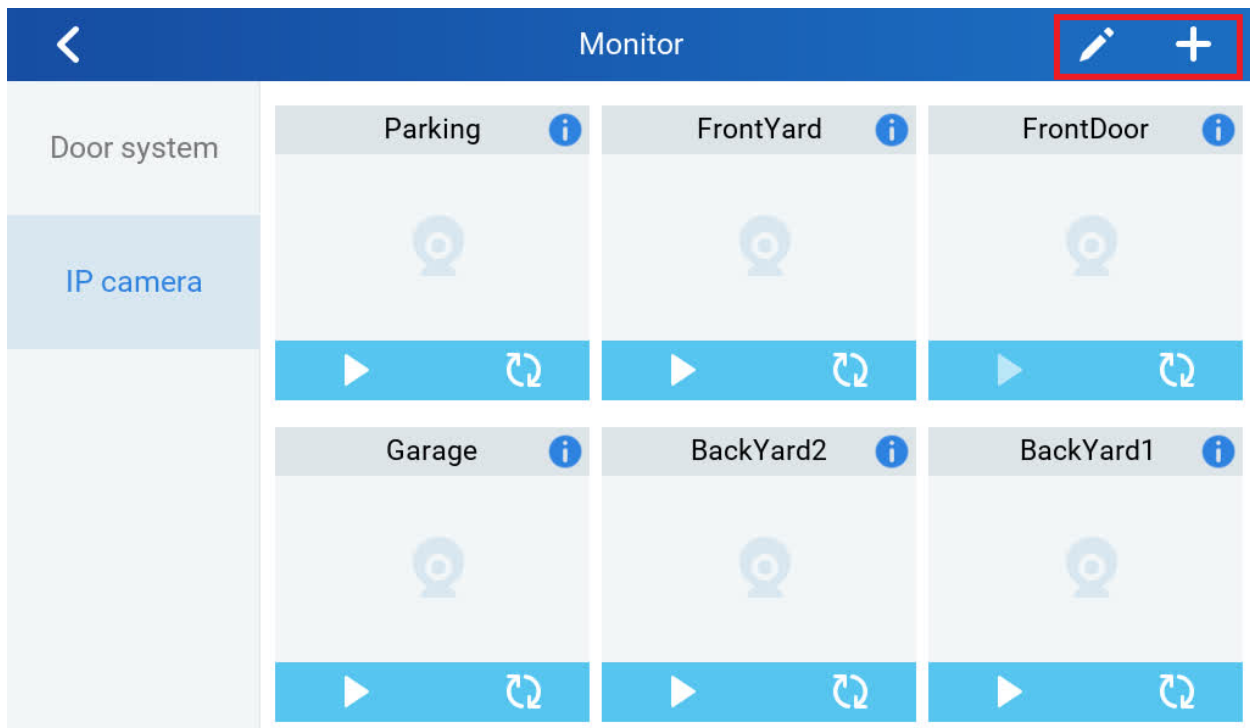 Monitor
Door system
IP camera
Parking
FrontYard
FrontDoor
Garage
BackYard2
BackYard1